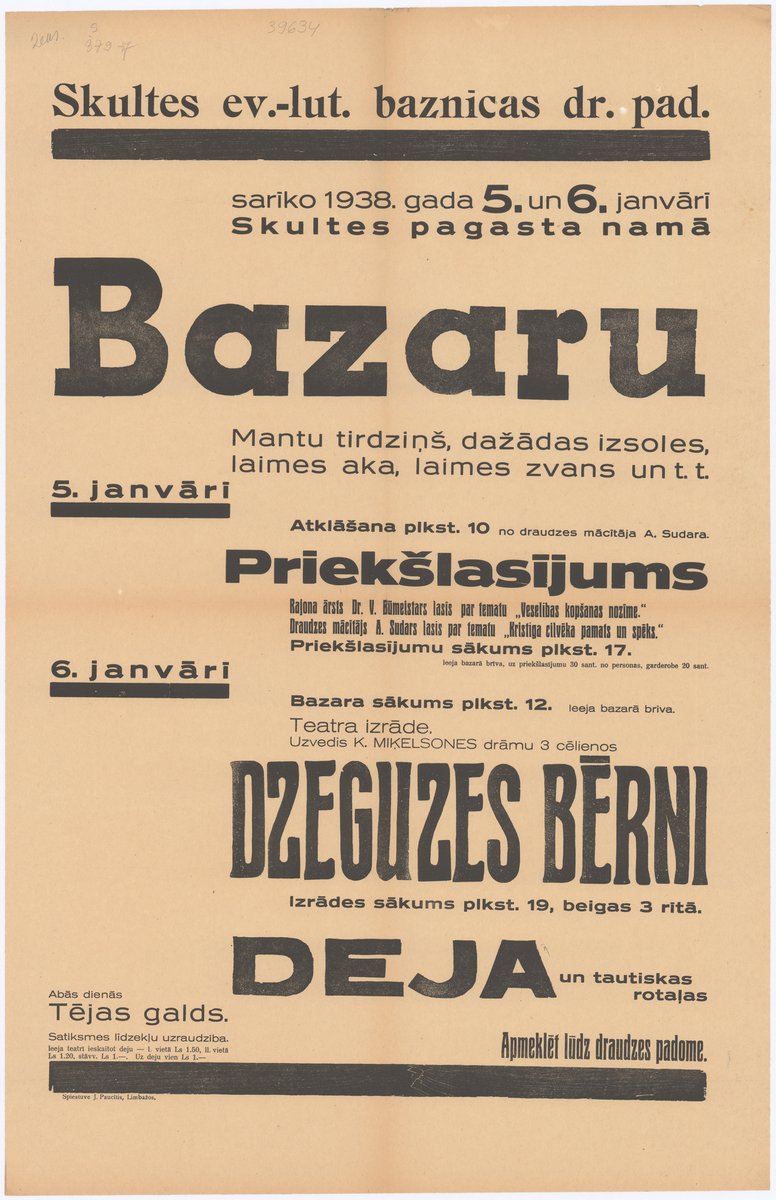 39634
Skultes ev.-lut. baznīcas dr. pad.
sarīko 1938. gada 5. un 6. janvārī
Skultes pagasta namā
Bazaru
Mantu tirdziņš, dažādas izsoles,
laimes aka, laimes zvans un t. t.
5. janvārī
Atklāšana plkst. 10 no draudzes mācītāja A. Sudara.
Priekšlasījums
Rajona ārsts Dr. V. Būmeistars lasīs par tematu „Veselības kopšanas nozīme.“
Draudzes mācītājs A. Sudars lasīs par tematu „Kristīga cilvēka pamats un spēks.“
Priekšlasījumu sākums plkst. 17.
Ieeja bazarā brīva, uz priekšlasījumu 30 sant. no personas, garderobe 20 sant.
6. janvārī
Bazara sākums plkst. 12. Ieeja bazarā brīva.
Teatra izrāde.
Uzvedīs K. MIĶELSONES drāmu 3 cēlienos
DZEGUZES BĒRNI
Izrādes sākums plkst. 19, beigas 3 rītā.
DEJA un tautiskas
rotaļas
Abās dienās
Tējas galds.
Satiksmes līdzekļu uzraudzība.
Ieeja teatrī ieskaitot deju — I. vietā Ls 1.50, II. vietā
Ls 1.20, stāvv. Ls 1.—. Uz deju vien Ls 1.—
Apmeklēt lūdz draudzes padome.
Spiestuve J. Paucītis, Limbažos.